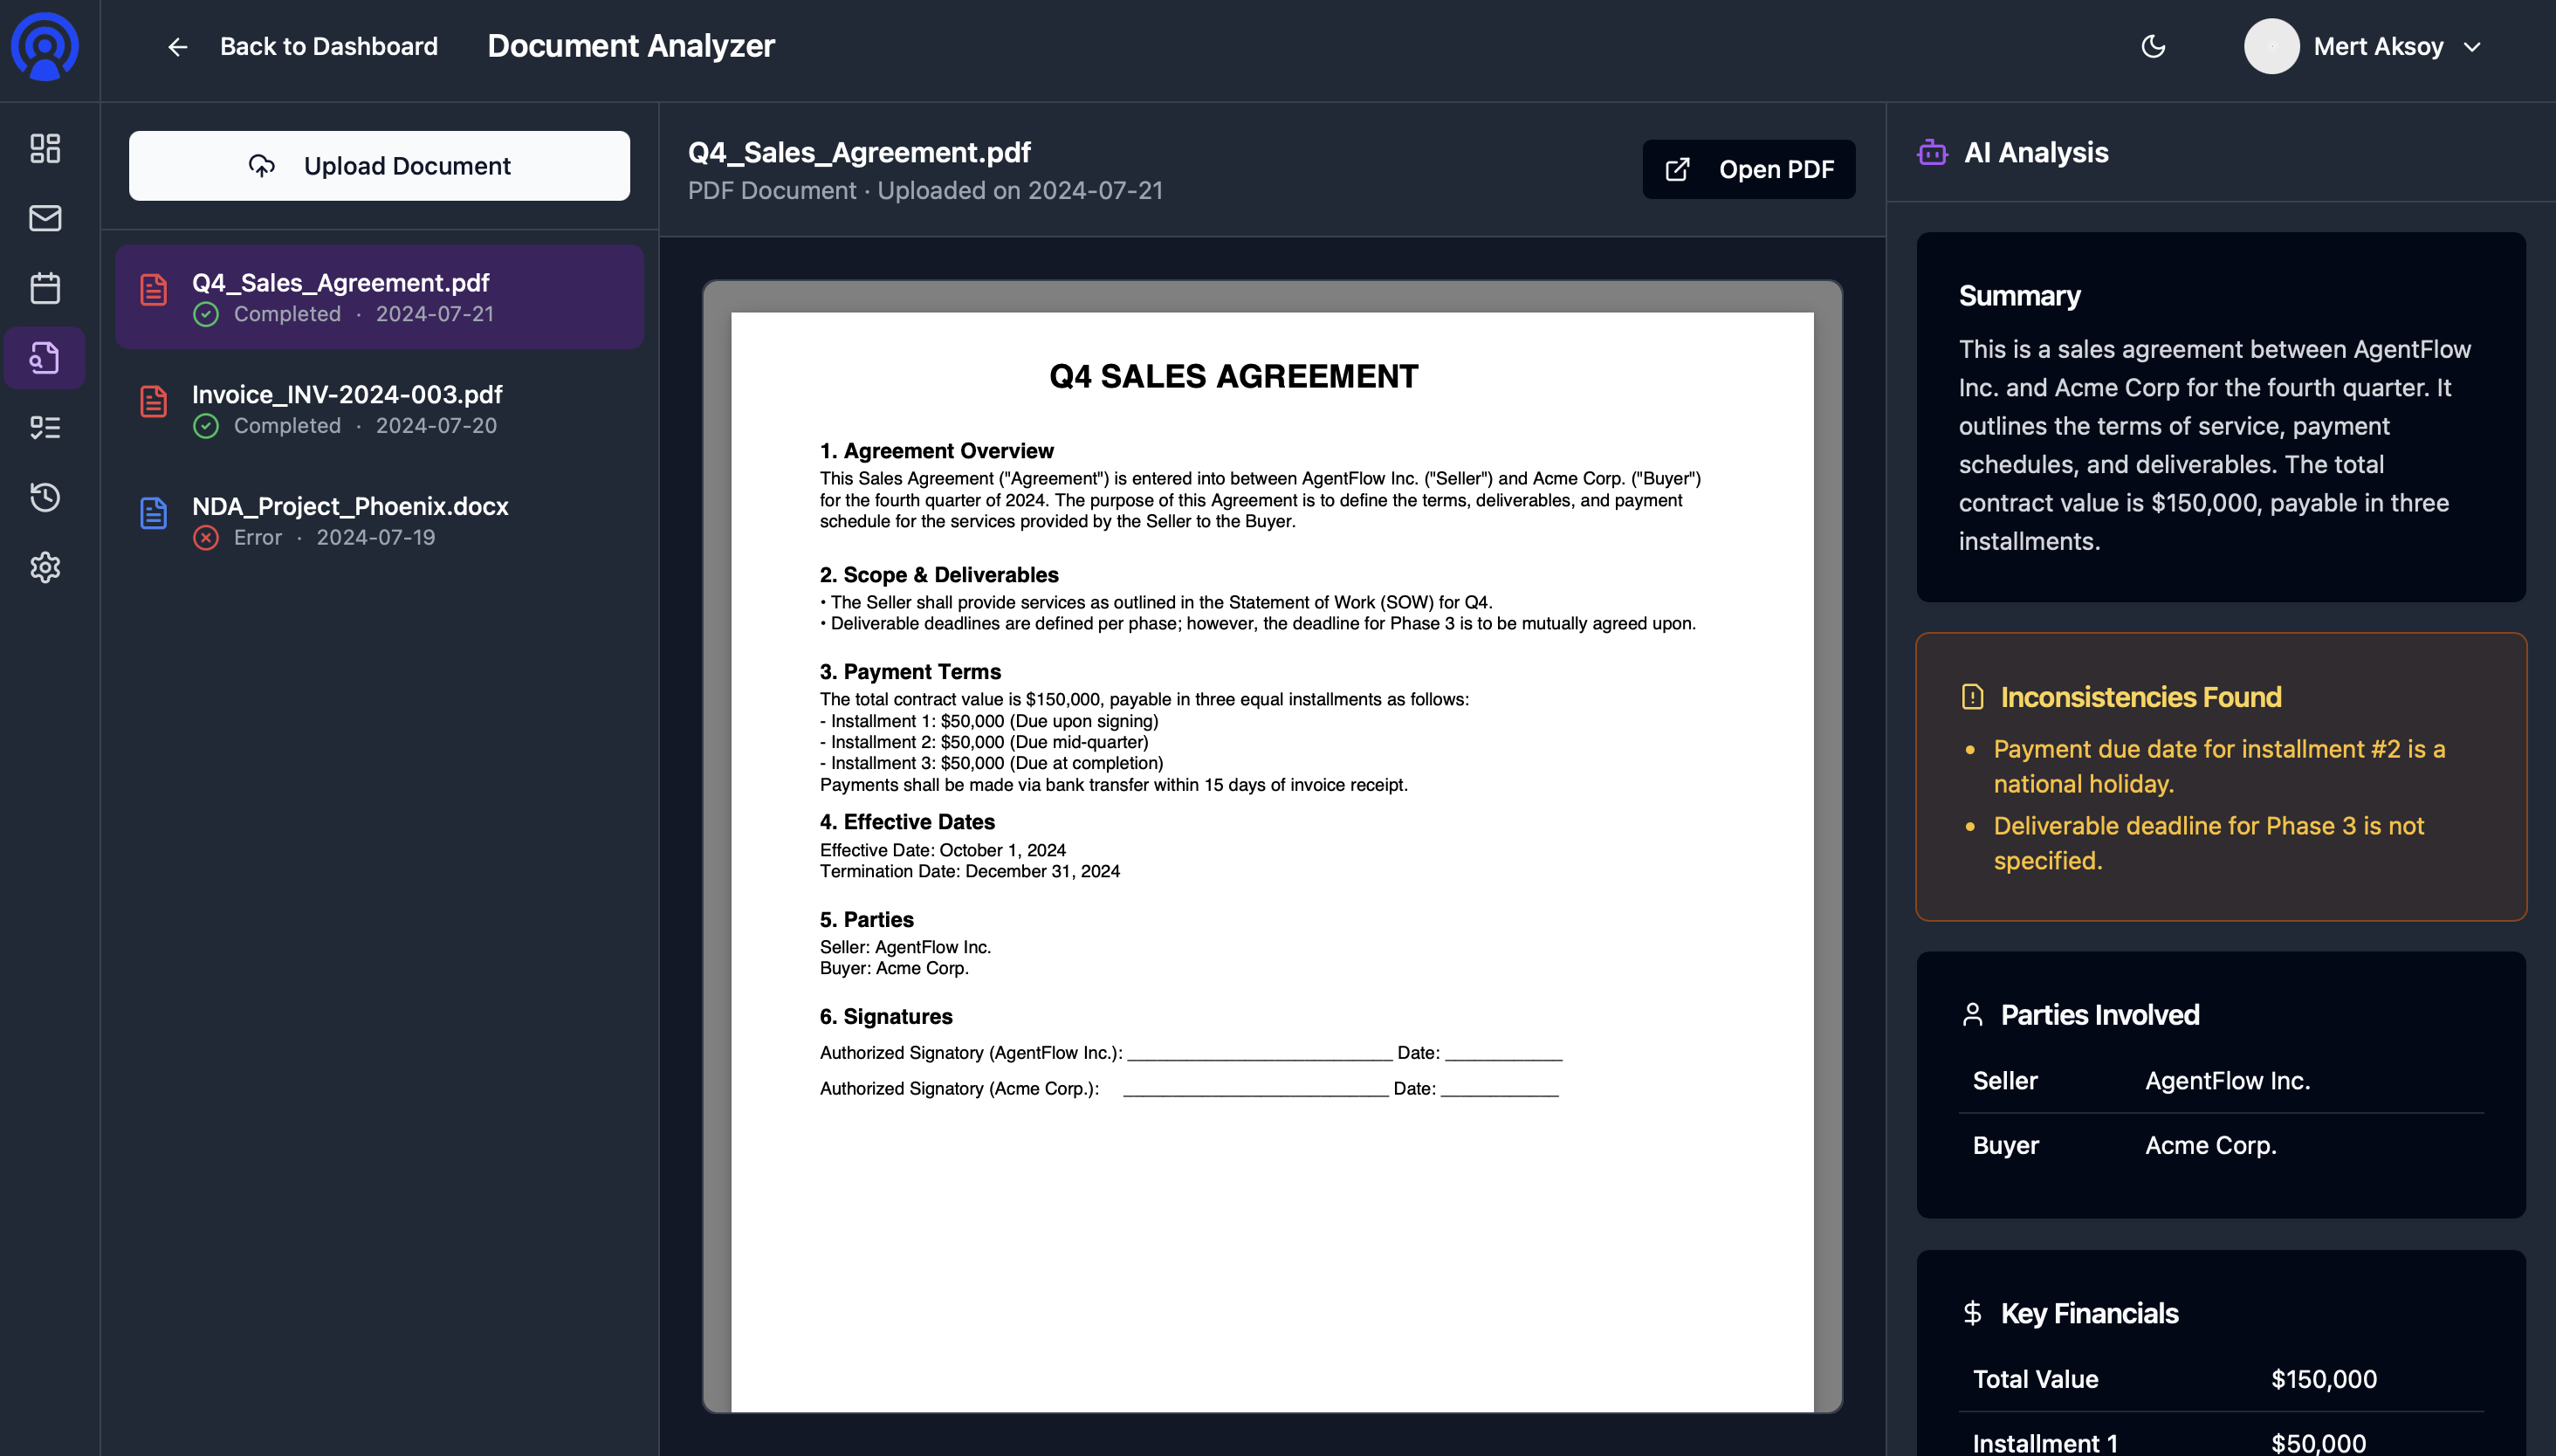 Back to Dashboard
Document Analyzer
Mert Aksoy
Upload Document
Q4_Sales_Agreement.pdf
Completed · 2024-07-21
Invoice_INV-2024-003.pdf
Completed · 2024-07-20
NDA_Project_Phoenix.docx
Error · 2024-07-19
Q4_Sales_Agreement.pdf
PDF Document · Uploaded on 2024-07-21
Open PDF
Q4 SALES AGREEMENT
1. Agreement Overview
This Sales Agreement ("Agreement") is entered into between AgentFlow Inc. ("Seller") and Acme Corp. ("Buyer")
for the fourth quarter of 2024. The purpose of this Agreement is to define the terms, deliverables, and payment
schedule for the services provided by the Seller to the Buyer.
2. Scope & Deliverables
• The Seller shall provide services as outlined in the Statement of Work (SOW) for Q4.
• Deliverable deadlines are defined per phase; however, the deadline for Phase 3 is to be mutually agreed upon.
3. Payment Terms
The total contract value is $150,000, payable in three equal installments as follows:
- Installment 1: $50,000 (Due upon signing)
- Installment 2: $50,000 (Due mid-quarter)
- Installment 3: $50,000 (Due at completion)
Payments shall be made via bank transfer within 15 days of invoice receipt.
4. Effective Dates
Effective Date: October 1, 2024
Termination Date: December 31, 2024
5. Parties
Seller: AgentFlow Inc.
Buyer: Acme Corp.
6. Signatures
Authorized Signatory (AgentFlow Inc.): ___________________________ Date: ____________
Authorized Signatory (Acme Corp.): ___________________________ Date: ____________
AI Analysis
Summary
This is a sales agreement between AgentFlow
Inc. and Acme Corp for the fourth quarter. It
outlines the terms of service, payment
schedules, and deliverables. The total
contract value is $150,000, payable in three
installments.
Inconsistencies Found
• Payment due date for installment #2 is a
national holiday.
• Deliverable deadline for Phase 3 is not
specified.
Parties Involved
Seller AgentFlow Inc.
Buyer Acme Corp.
Key Financials
Total Value $150,000
Installment 1 $50,000